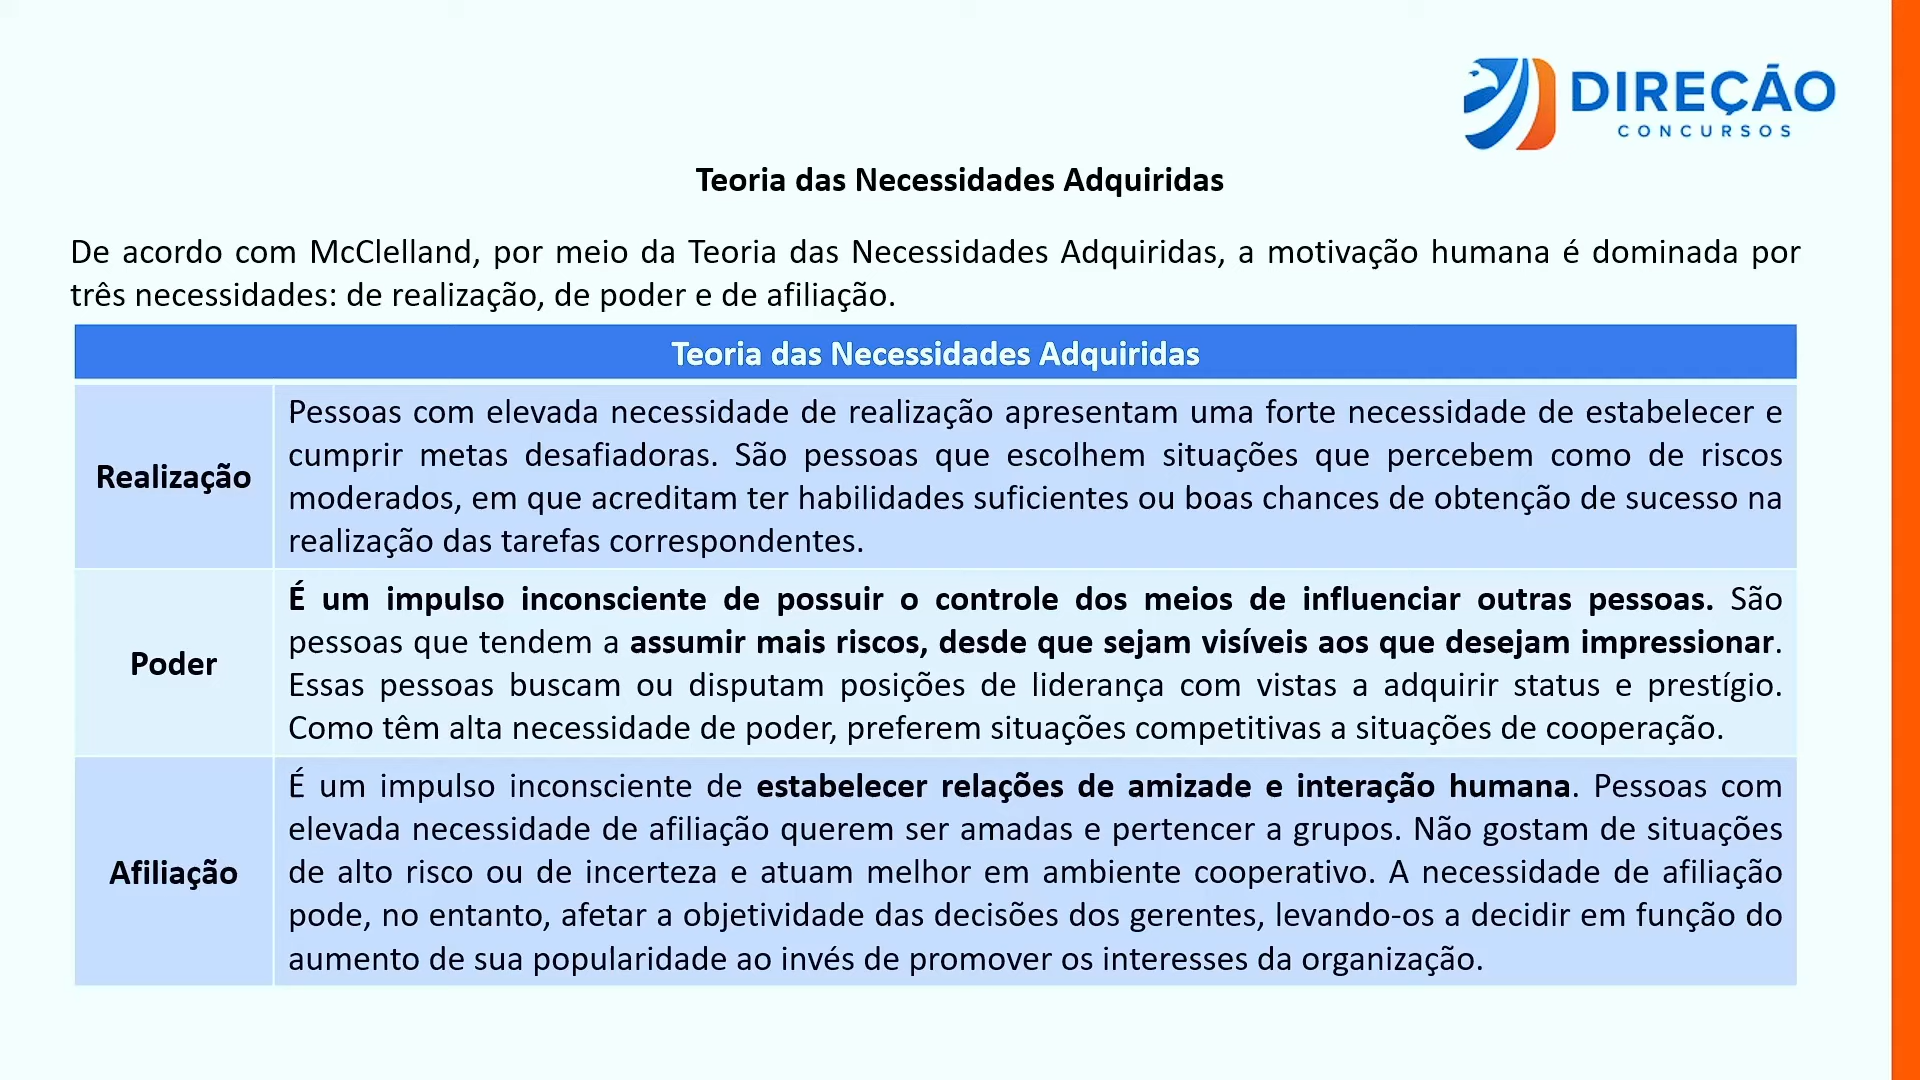 DIREÇÃO
CONCURSOS
Teoria das Necessidades Adquiridas
De acordo com McClelland, por meio da Teoria das Necessidades Adquiridas, a motivação humana é dominada por
três necessidades: de realização, de poder e de afiliação.
Teoria das Necessidades Adquiridas
Realização
Pessoas com elevada necessidade de realização apresentam uma forte necessidade de estabelecer e
cumprir metas desafiadoras. São pessoas que escolhem situações que percebem como de riscos
moderados, em que acreditam ter habilidades suficientes ou boas chances de obtenção de sucesso na
realização das tarefas correspondentes.
Poder
É um impulso inconsciente de possuir o controle dos meios de influenciar outras pessoas. São
pessoas que tendem a assumir mais riscos, desde que sejam visíveis aos que desejam impressionar.
Essas pessoas buscam ou disputam posições de liderança com vistas a adquirir status e prestígio.
Como têm alta necessidade de poder, preferem situações competitivas a situações de cooperação.
Afiliação
É um impulso inconsciente de estabelecer relações de amizade e interação humana. Pessoas com
elevada necessidade de afiliação querem ser amadas e pertencer a grupos. Não gostam de situações
de alto risco ou de incerteza e atuam melhor em ambiente cooperativo. A necessidade de afiliação
pode, no entanto, afetar a objetividade das decisões dos gerentes, levando-os a decidir em função do
aumento de sua popularidade ao invés de promover os interesses da organização.